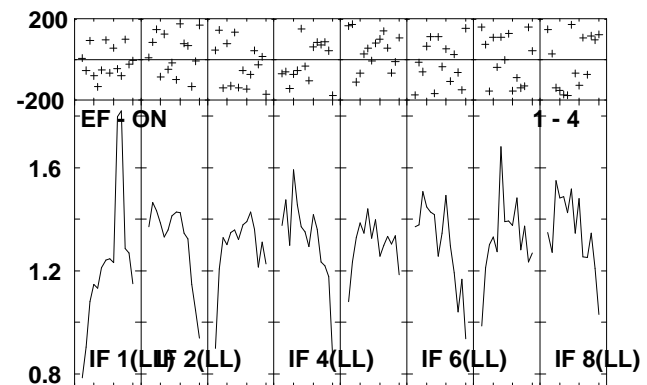 200
-200
EF - ON 1 - 4
1.6
1.2
0.8
IF 1(LL) IF 2(LL) IF 4(LL) IF 6(LL) IF 8(LL)